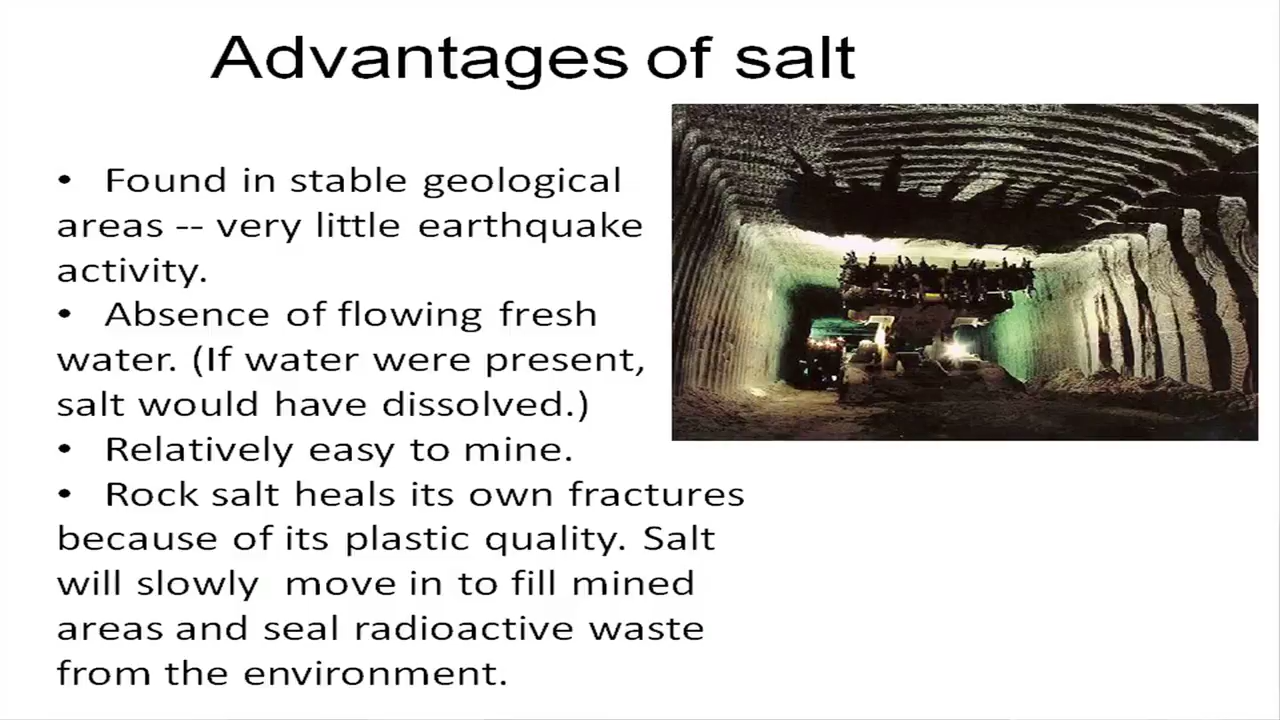 Advantages of salt
• Found in stable geological
areas -- very little earthquake
activity.
• Absence of flowing fresh
water. (If water were present,
salt would have dissolved.)
• Relatively easy to mine.
• Rock salt heals its own fractures
because of its plastic quality. Salt
will slowly move in to fill mined
areas and seal radioactive waste
from the environment.